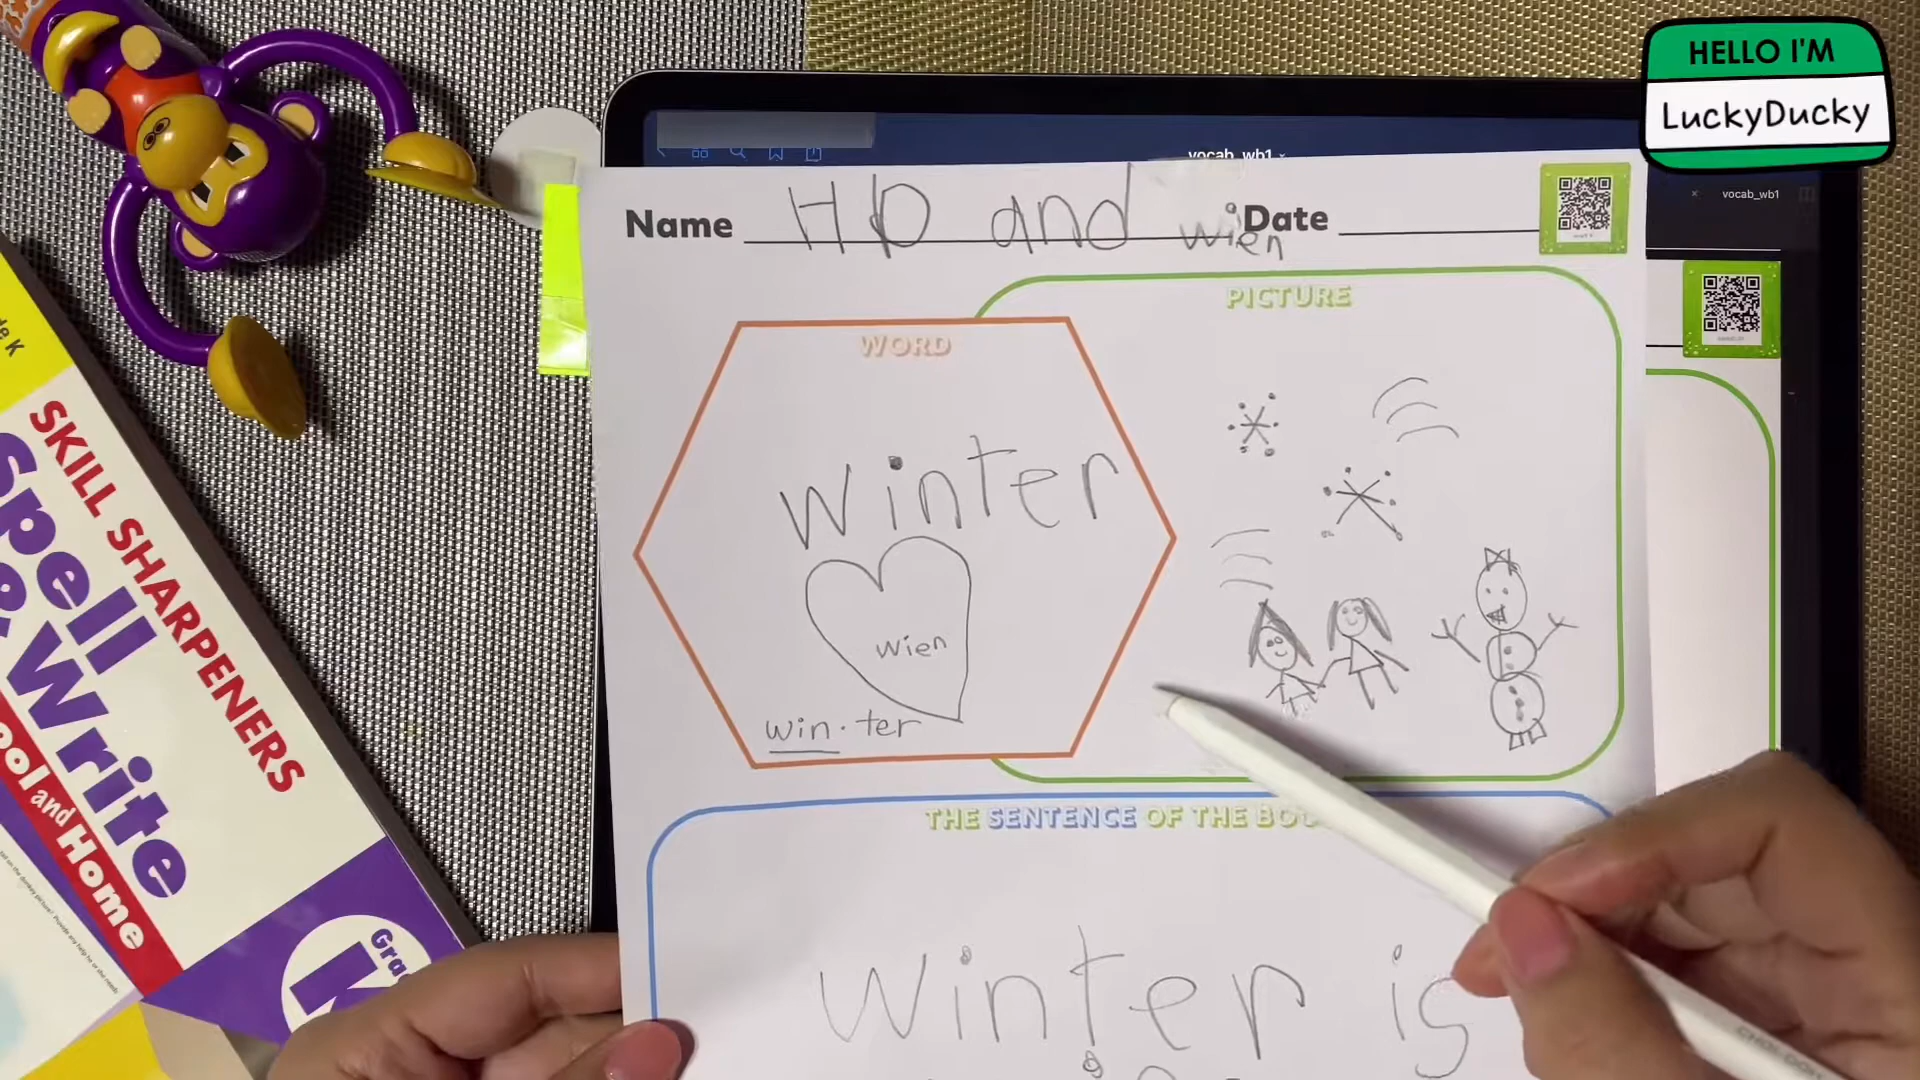 HELLO I'M
LuckyDucky
vocab_wb1
vocab_wb1
Name HD and wien Date
PICTURE
WORD
winter
wien
win·ter
THE SENTENCE OF THE
winter is
SKILL SHARPENERS
Spell
& Write
and Home
K